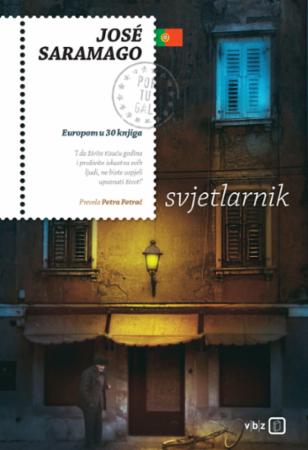 JOSÉ
SARAMAGO
POR
TU
GAL
Europom u 30 knjiga
"I da živite tisuću godina
i proživite iskustva svih
ljudi, ne biste uspjeli
upoznati život!"
Prevela Petra Petrač
svjetlarnik
vbz